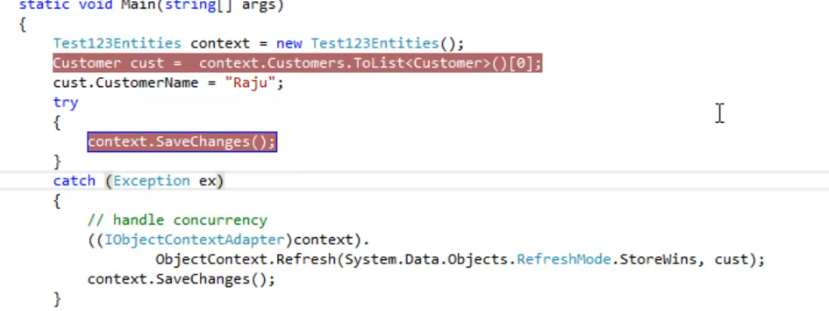 static void Main(string[] args)
{
Test123Entities context = new Test123Entities();
Customer cust =  context.Customers.ToList<Customer>()[0];
cust.CustomerName = "Raju";
try
{
context.SaveChanges();
}
catch (Exception ex)
{
// handle concurrency
((IObjectContextAdapter)context).
ObjectContext.Refresh(System.Data.Objects.RefreshMode.StoreWins, cust);
context.SaveChanges();
}